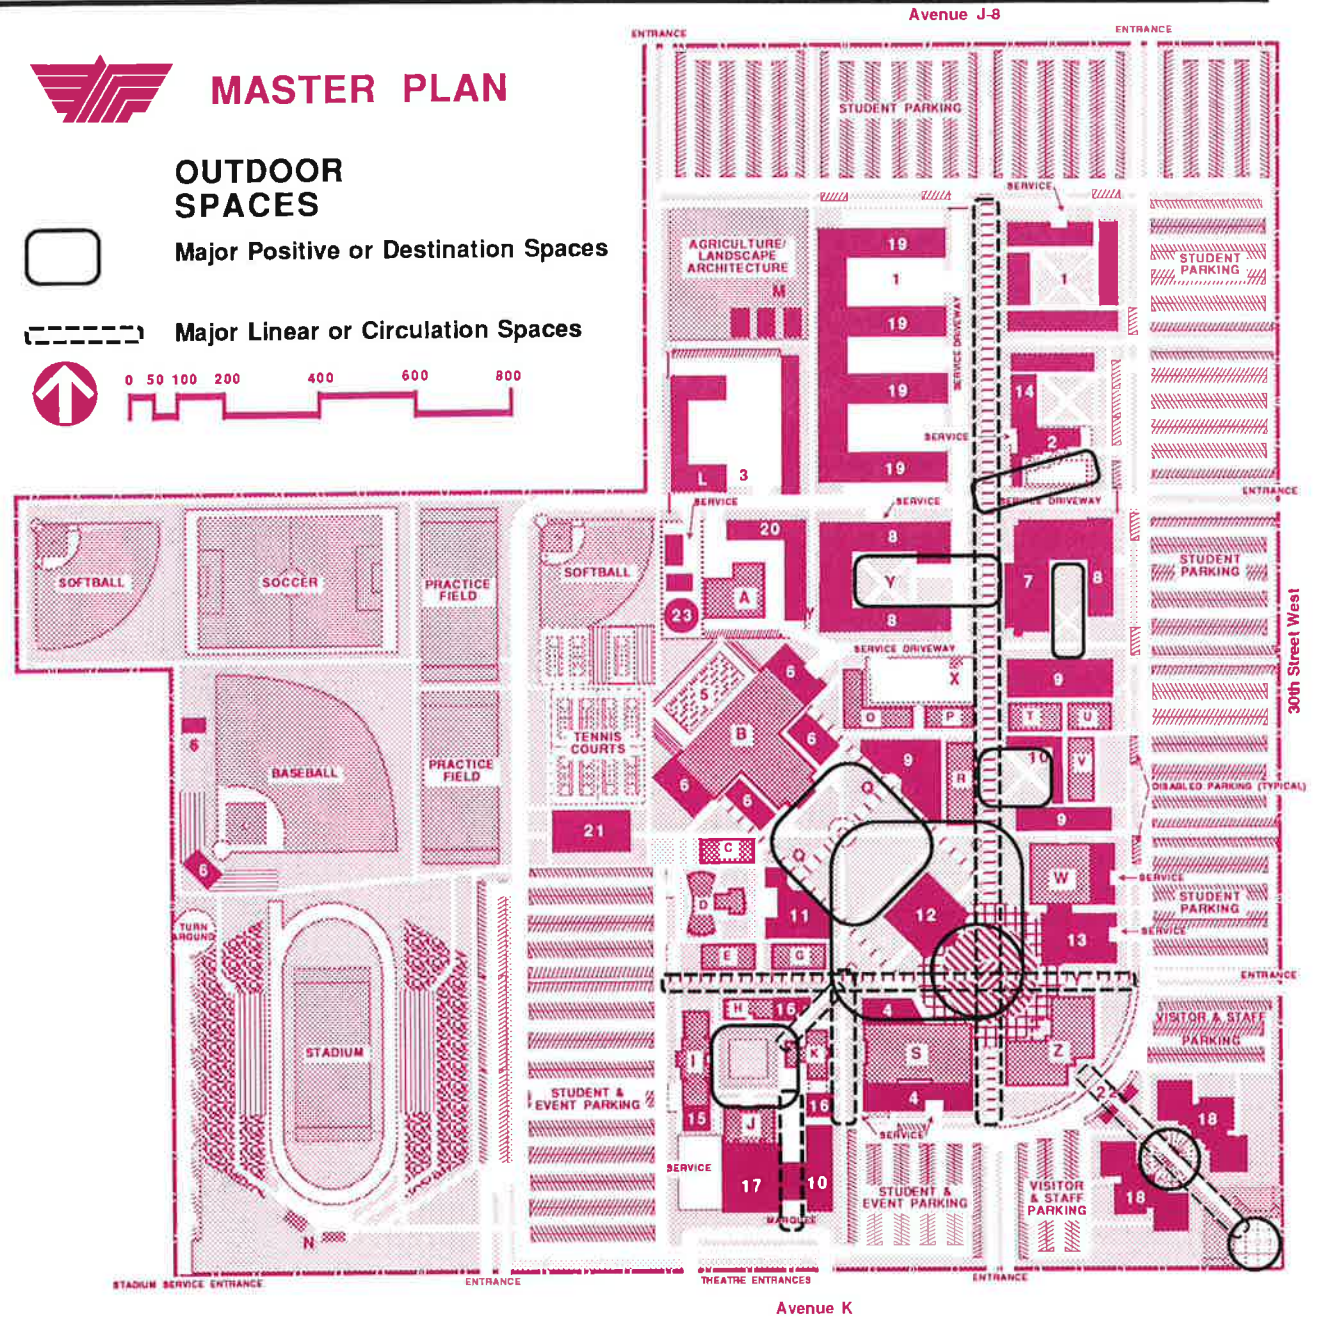 Avenue J-8
ENTRANCE
ENTRANCE
MASTER PLAN
OUTDOOR
SPACES
Major Positive or Destination Spaces
Major Linear or Circulation Spaces
0 50 100 200 400 600 800
STUDENT PARKING
SERVICE
AGRICULTURE/
LANDSCAPE
ARCHITECTURE
M
19
1
19
19
19
SERVICE DRIVEWAY
1
STUDENT
PARKING
14
2
SERVICE
L
3
SERVICE
SERVICE
SERVICE DRIVEWAY
ENTRANCE
SOFTBALL
SOCCER
PRACTICE
FIELD
SOFTBALL
20
A
23
8
Y
8
7
8
STUDENT
PARKING
30th Street West
SERVICE DRIVEWAY
X
5
6
B
6
6
6
O
P
9
T
U
TENNIS
COURTS
9
R
10
V
9
DISABLED PARKING (TYPICAL)
6
BASEBALL
PRACTICE
FIELD
6
21
C
Q
Q
D
11
12
W
SERVICE
STUDENT
PARKING
13
SERVICE
TURN
AROUND
E
G
ENTRANCE
STADIUM
H
16
4
S
4
Z
VISITOR & STAFF
PARKING
I
K
16
15
J
STUDENT &
EVENT PARKING
SERVICE
22
18
18
SERVICE
17
10
MARQUEE
STUDENT &
EVENT PARKING
VISITOR
& STAFF
PARKING
N
STADIUM SERVICE ENTRANCE
ENTRANCE
THEATRE ENTRANCES
ENTRANCE
Avenue K